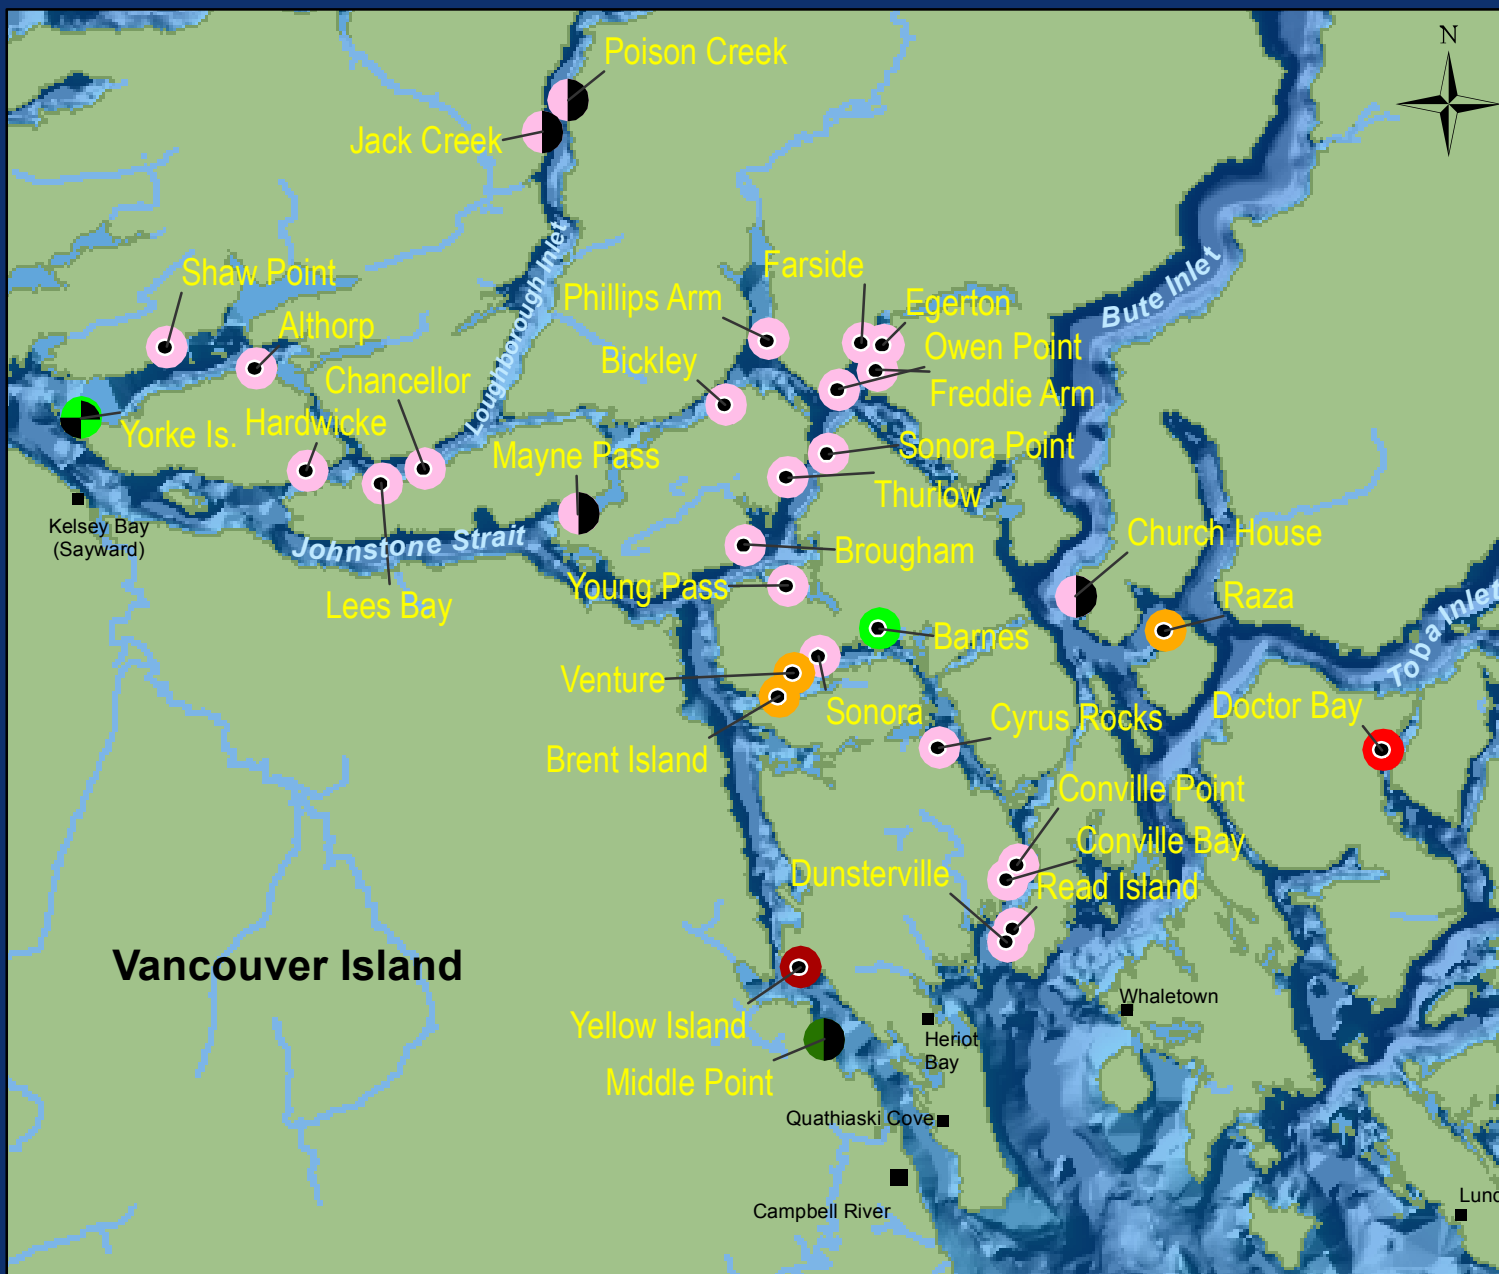 Poison Creek
N
Jack Creek
Bute Inlet
Loughborough Inlet
Farside
Shaw Point
Phillips Arm
Egerton
Althorp
Owen Point
Bickley
Chancellor
Freddie Arm
Hardwicke
Yorke Is.
Sonora Point
Mayne Pass
Thurlow
Kelsey Bay
(Sayward)
Johnstone Strait
Church House
Brougham
Young Pass
Lees Bay
Raza
Toba Inlet
Barnes
Venture
Sonora
Doctor Bay
Cyrus Rocks
Brent Island
Conville Point
Conville Bay
Dunsterville
Read Island
Vancouver Island
Whaletown
Yellow Island
Heriot
Bay
Middle Point
Quathiaski Cove
Lund
Campbell River